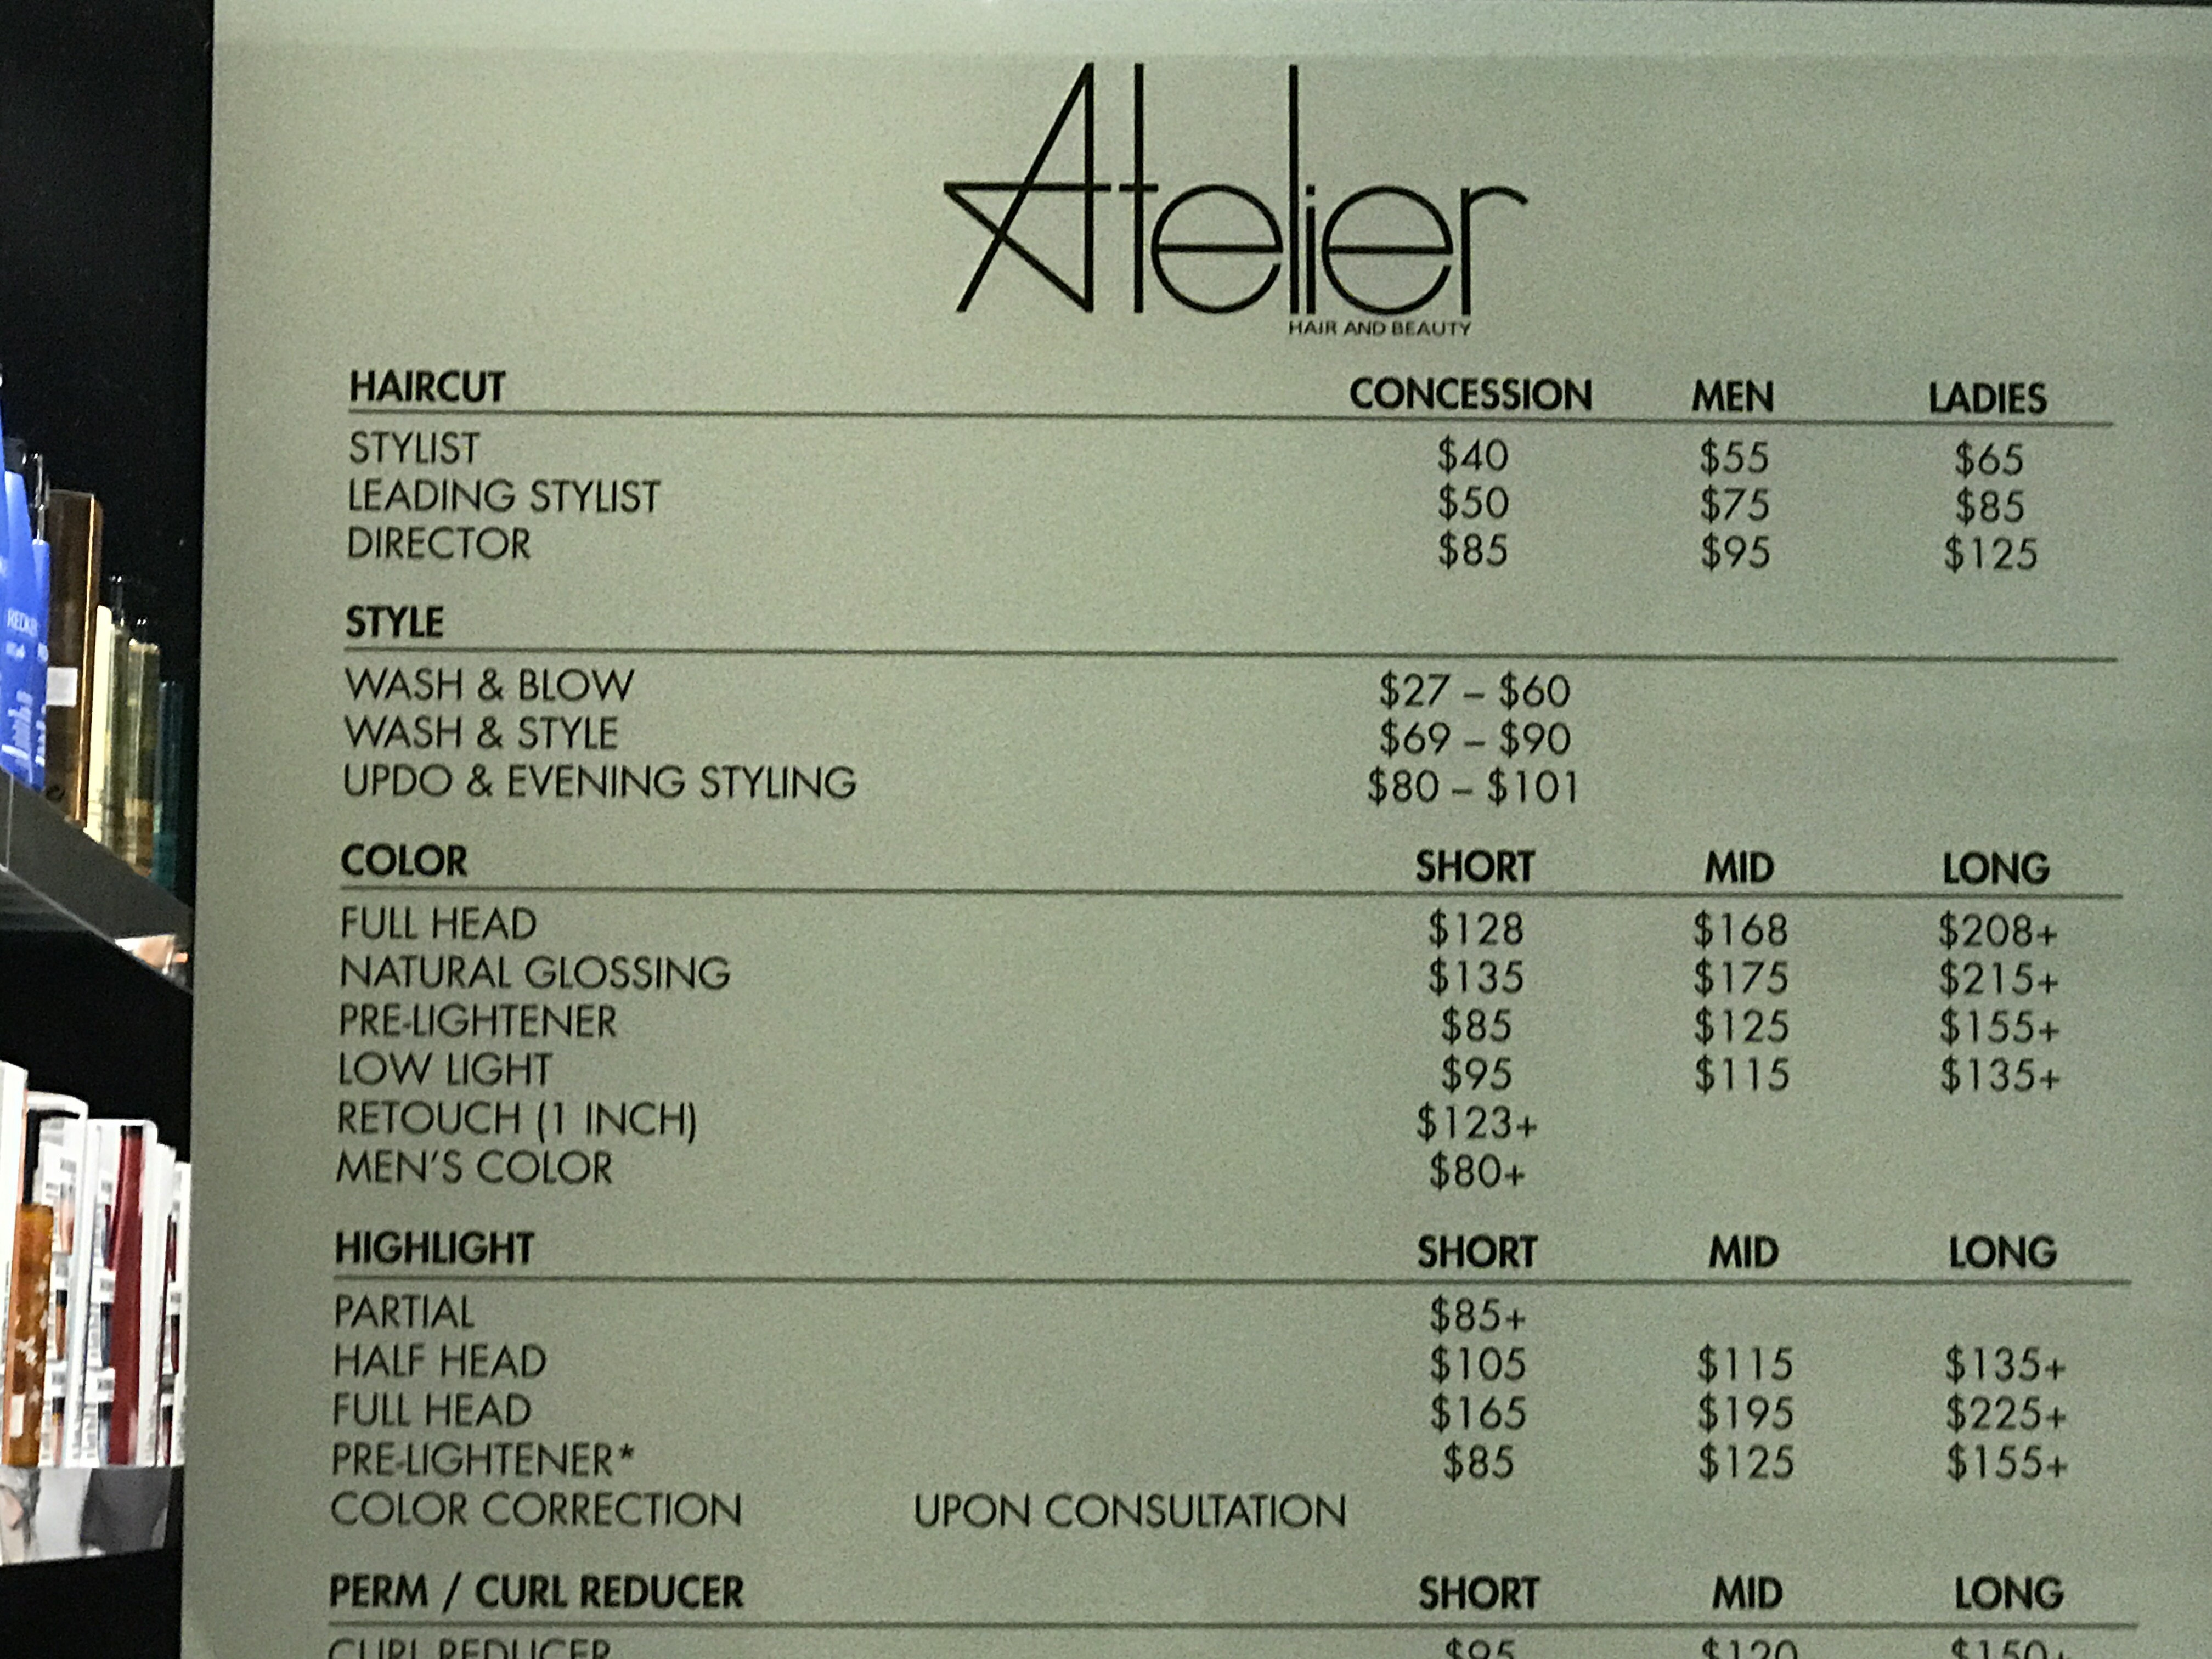 Atelier
HAIR AND BEAUTY
HAIRCUT CONCESSION MEN LADIES
STYLIST $40 $55 $65
LEADING STYLIST $50 $75 $85
DIRECTOR $85 $95 $125
STYLE
WASH & BLOW $27 – $60
WASH & STYLE $69 – $90
UPDO & EVENING STYLING $80 – $101
COLOR SHORT MID LONG
FULL HEAD $128 $168 $208+
NATURAL GLOSSING $135 $175 $215+
PRE-LIGHTENER $85 $125 $155+
LOW LIGHT $95 $115 $135+
RETOUCH (1 INCH) $123+
MEN'S COLOR $80+
HIGHLIGHT SHORT MID LONG
PARTIAL $85+
HALF HEAD $105 $115 $135+
FULL HEAD $165 $195 $225+
PRE-LIGHTENER* $85 $125 $155+
COLOR CORRECTION UPON CONSULTATION
PERM / CURL REDUCER SHORT MID LONG
CURL REDUCER $95 $120 $150+